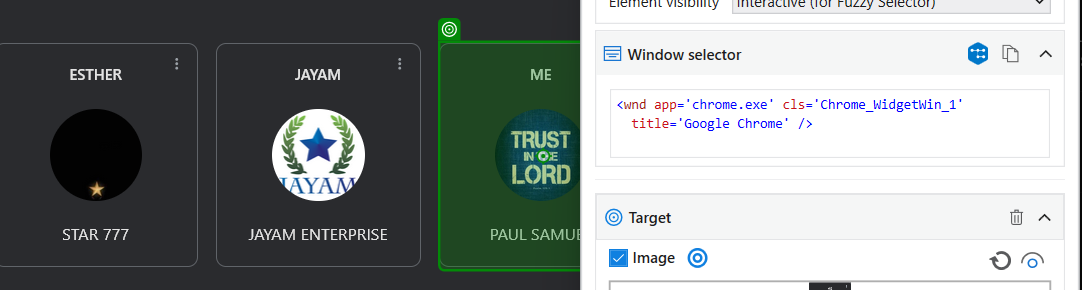 ESTHER
STAR 777
JAYAM
JAYAM
JAYAM ENTERPRISE
ME
TRUST
IN THE
LORD
PAUL SAMUE
Element visibility
Interactive (for Fuzzy Selector)
Window selector
<wnd app='chrome.exe' cls='Chrome_WidgetWin_1'
title='Google Chrome' />
Target
Image